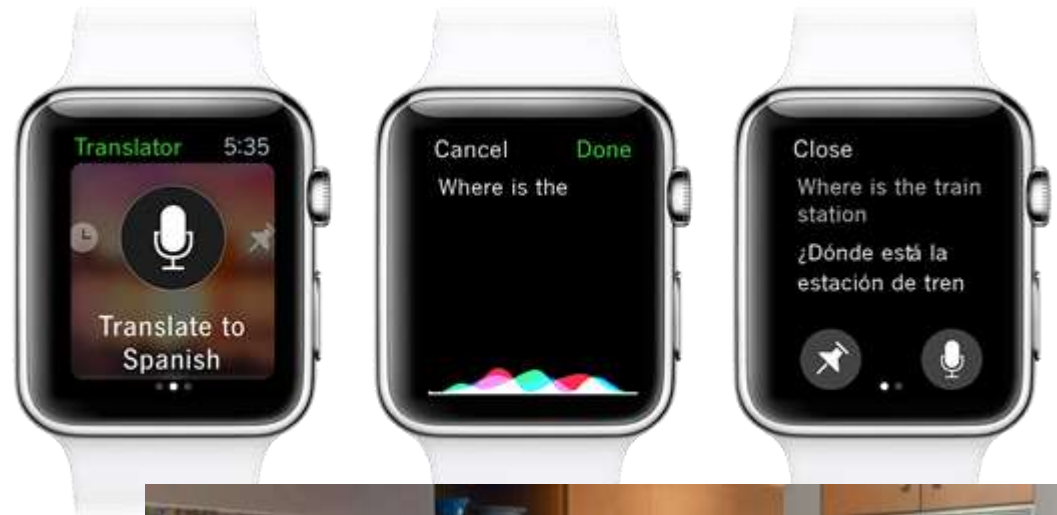 Translator 5:35
Translate to
Spanish
Cancel Done
Where is the
Close
Where is the train
station
¿Dónde está la
estación de tren